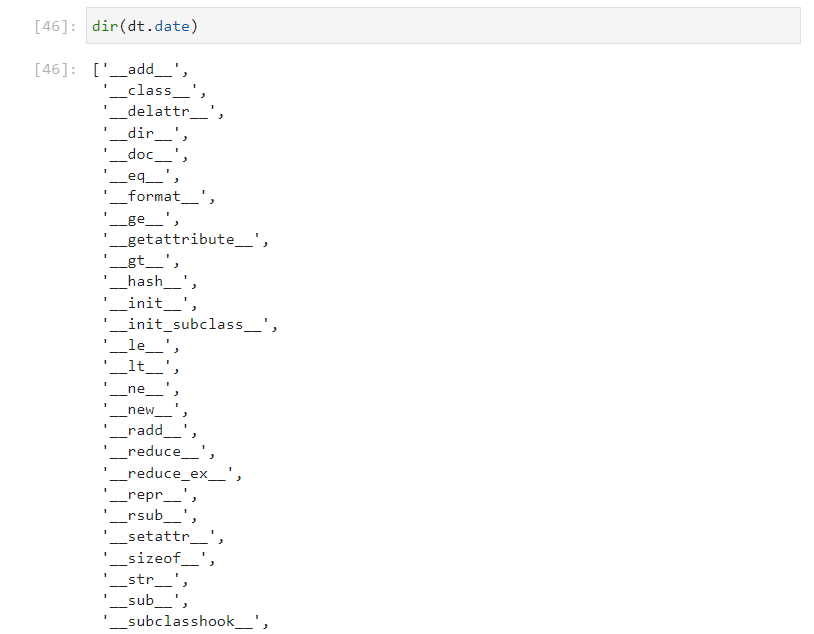 [46]: dir(dt.date)
[46]: ['__add__',
'__class__',
'__delattr__',
'__dir__',
'__doc__',
'__eq__',
'__format__',
'__ge__',
'__getattribute__',
'__gt__',
'__hash__',
'__init__',
'__init_subclass__',
'__le__',
'__lt__',
'__ne__',
'__new__',
'__radd__',
'__reduce__',
'__reduce_ex__',
'__repr__',
'__rsub__',
'__setattr__',
'__sizeof__',
'__str__',
'__sub__',
'__subclasshook__',